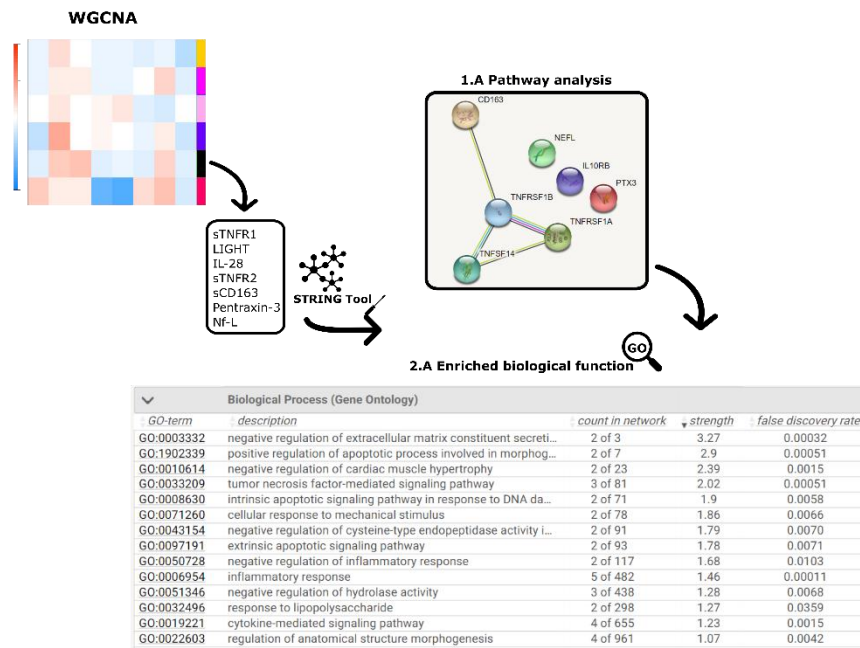 WGCNA
1.A Pathway analysis
CD163
NEFL
IL10RB
PTX3
TNFRSF1B
TNFRSF1A
TNFSF14
sTNFR1
LIGHT
IL-28
sTNFR2
sCD163
Pentraxin-3
Nf-L
STRING Tool
GO
2.A Enriched biological function
Biological Process (Gene Ontology)
GO-term description count in network strength false discovery rate
GO:0003332 negative regulation of extracellular matrix constituent secreti... 2 of 3 3.27 0.00032
GO:1902339 positive regulation of apoptotic process involved in morphog... 2 of 7 2.9 0.00051
GO:0010614 negative regulation of cardiac muscle hypertrophy 2 of 23 2.39 0.0015
GO:0033209 tumor necrosis factor-mediated signaling pathway 3 of 81 2.02 0.00051
GO:0008630 intrinsic apoptotic signaling pathway in response to DNA da... 2 of 71 1.9 0.0058
GO:0071260 cellular response to mechanical stimulus 2 of 78 1.86 0.0066
GO:0043154 negative regulation of cysteine-type endopeptidase activity i... 2 of 91 1.79 0.0070
GO:0097191 extrinsic apoptotic signaling pathway 2 of 93 1.78 0.0071
GO:0050728 negative regulation of inflammatory response 2 of 117 1.68 0.0103
GO:0006954 inflammatory response 5 of 482 1.46 0.00011
GO:0051346 negative regulation of hydrolase activity 3 of 438 1.28 0.0068
GO:0032496 response to lipopolysaccharide 2 of 298 1.27 0.0359
GO:0019221 cytokine-mediated signaling pathway 4 of 655 1.23 0.0015
GO:0022603 regulation of anatomical structure morphogenesis 4 of 961 1.07 0.0042